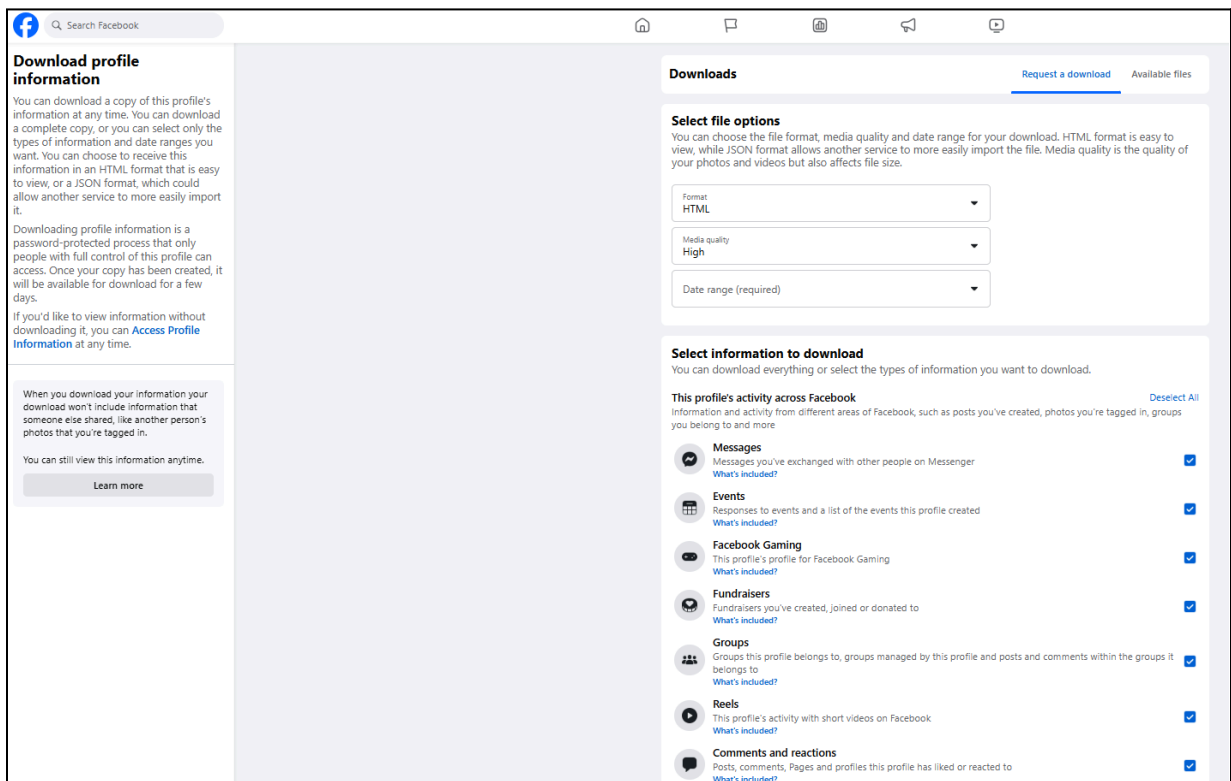 Search Facebook
Download profile
information
You can download a copy of this profile's
information at any time. You can download
a complete copy, or you can select only the
types of information and date ranges you
want. You can choose to receive this
information in an HTML format that is easy
to view, or a JSON format, which could
allow another service to more easily import
it.
Downloading profile information is a
password-protected process that only
people with full control of this profile can
access. Once your copy has been created, it
will be available for download for a few
days.
If you'd like to view information without
downloading it, you can Access Profile
Information at any time.
When you download your information your
download won't include information that
someone else shared, like another person's
photos that you're tagged in.
You can still view this information anytime.
Learn more
Downloads
Request a download
Available files
Select file options
You can choose the file format, media quality and date range for your download. HTML format is easy to
view, while JSON format allows another service to more easily import the file. Media quality is the quality of
your photos and videos but also affects file size.
Format
HTML
Media quality
High
Date range (required)
Select information to download
You can download everything or select the types of information you want to download.
This profile's activity across Facebook
Deselect All
Information and activity from different areas of Facebook, such as posts you've created, photos you're tagged in, groups
you belong to and more
Messages
Messages you've exchanged with other people on Messenger
What's included?
Events
Responses to events and a list of the events this profile created
What's included?
Facebook Gaming
This profile's profile for Facebook Gaming
What's included?
Fundraisers
Fundraisers you've created, joined or donated to
What's included?
Groups
Groups this profile belongs to, groups managed by this profile and posts and comments within the groups it
belongs to
What's included?
Reels
This profile's activity with short videos on Facebook
What's included?
Comments and reactions
Posts, comments, Pages and profiles this profile has liked or reacted to
What's included?